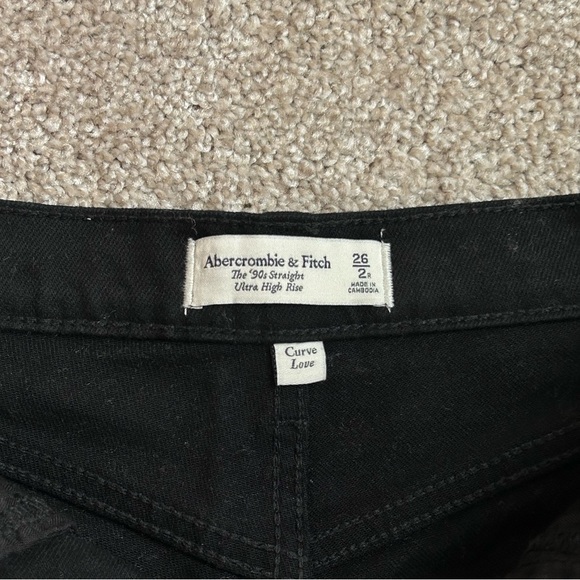 Abercrombie & Fitch
The '90s Straight
Ultra High Rise
26
2R
MADE IN
CAMBODIA
Curve
Love